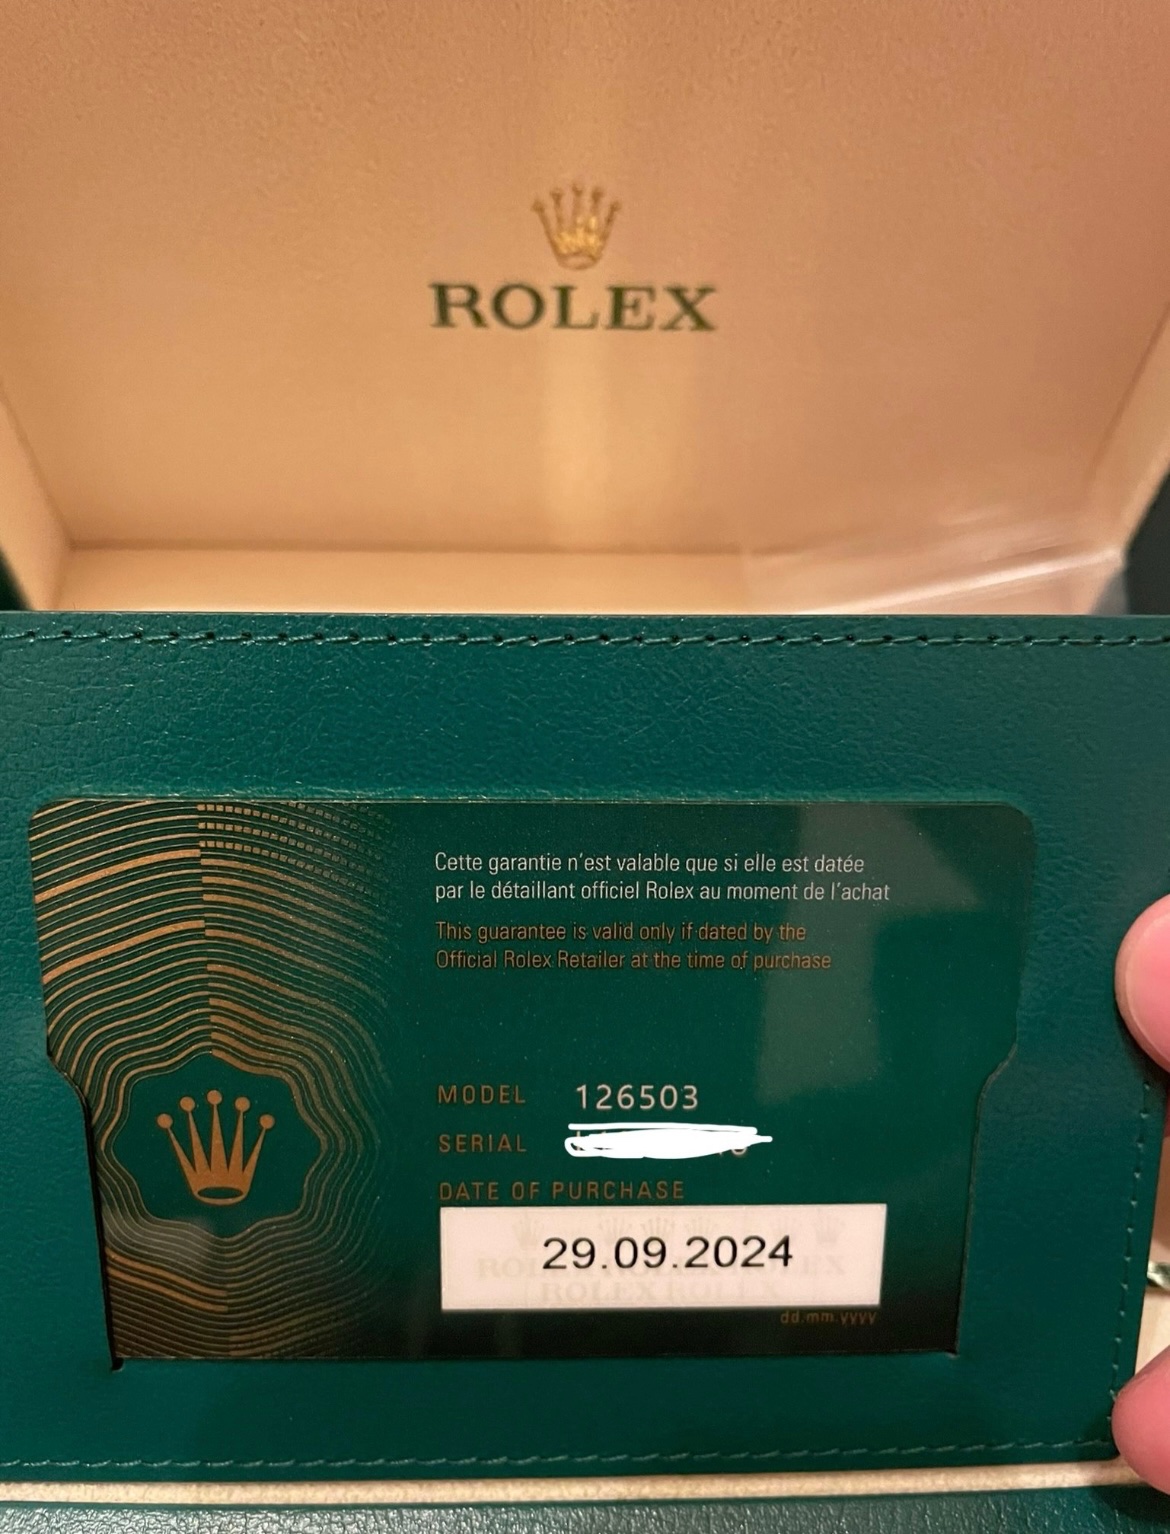 ROLEX
Cette garantie n'est valable que si elle est datée
par le détaillant officiel Rolex au moment de l'achat
This guarantee is valid only if dated by the
Official Rolex Retailer at the time of purchase
MODEL 126503
SERIAL
DATE OF PURCHASE
29.09.2024
ROLEX ROLEX
dd.mm.yyyy